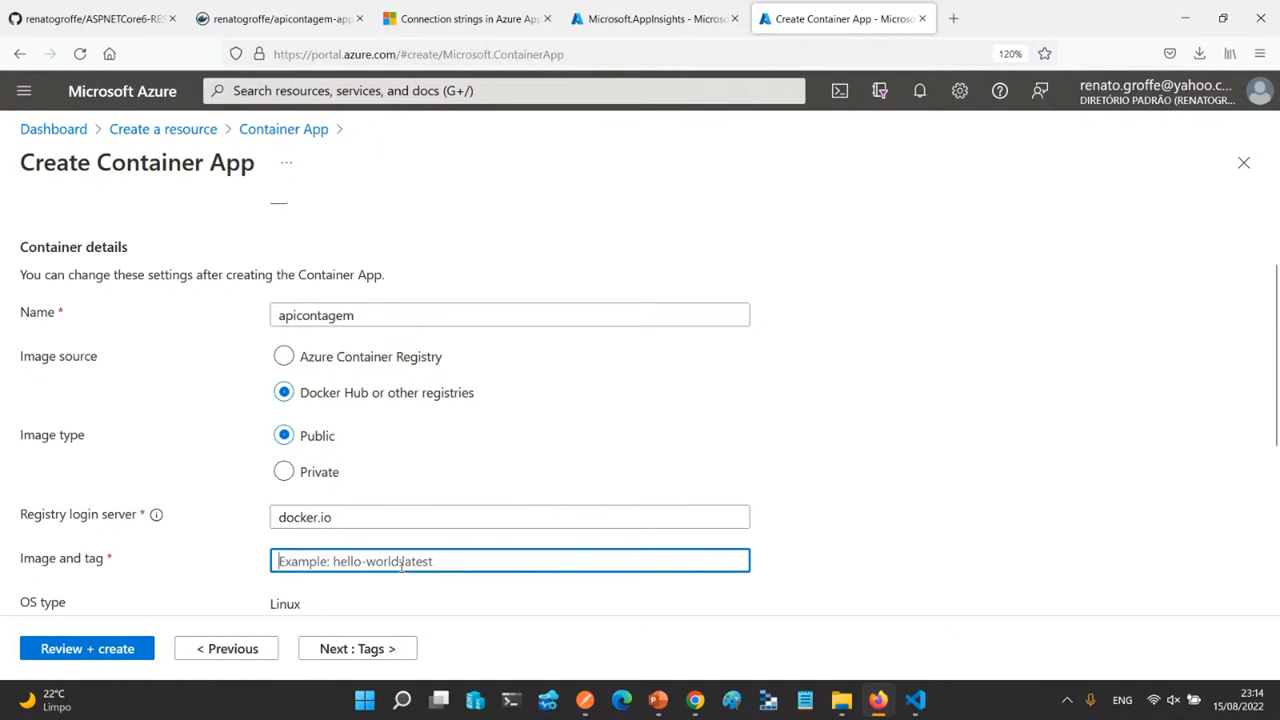 renatogroffe/ASPNETCore6-RES
renatogroffe/apicontagem-app
Connection strings in Azure App
Microsoft.AppInsights - Microso
Create Container App - Microso
https://portal.azure.com/#create/Microsoft.ContainerApp
120%
Microsoft Azure
Search resources, services, and docs (G+/)
renato.groffe@yahoo.c...
DIRETÓRIO PADRÃO (RENATOGR...
Dashboard > Create a resource > Container App >
Create Container App ...
Container details
You can change these settings after creating the Container App.
Name *
apicontagem
Image source
Azure Container Registry
Docker Hub or other registries
Image type
Public
Private
Registry login server *
docker.io
Image and tag *
Example: hello-world:latest
OS type
Linux
Review + create
< Previous
Next : Tags >
22°C
Limpo
ENG
23:14
15/08/2022